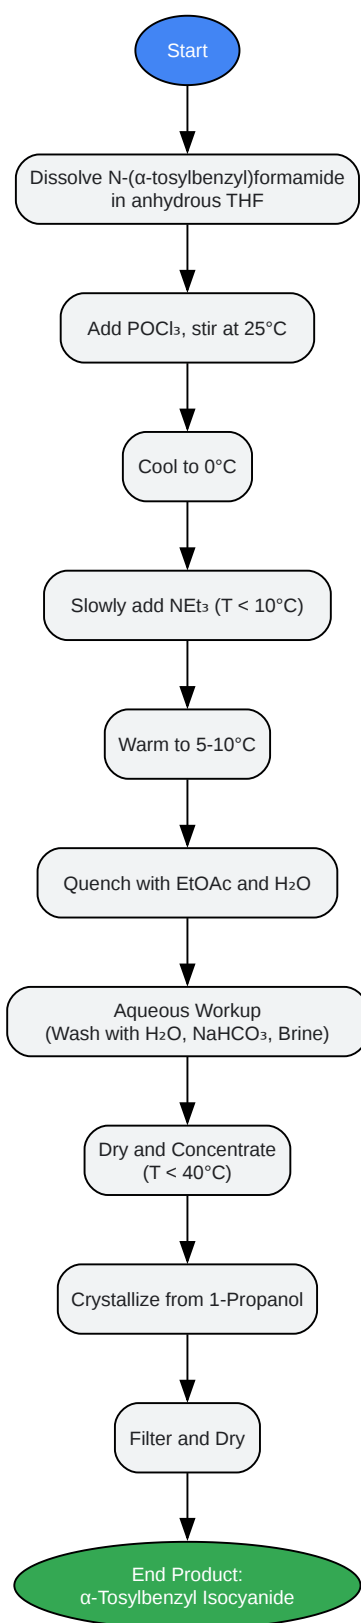 Start
Dissolve N-(α-tosylbenzyl)formamide
in anhydrous THF
Add POCl₃, stir at 25°C
Cool to 0°C
Slowly add NEt₃ (T < 10°C)
Warm to 5-10°C
Quench with EtOAc and H₂O
Aqueous Workup
(Wash with H₂O, NaHCO₃, Brine)
Dry and Concentrate
(T < 40°C)
Crystallize from 1-Propanol
Filter and Dry
End Product:
α-Tosylbenzyl Isocyanide